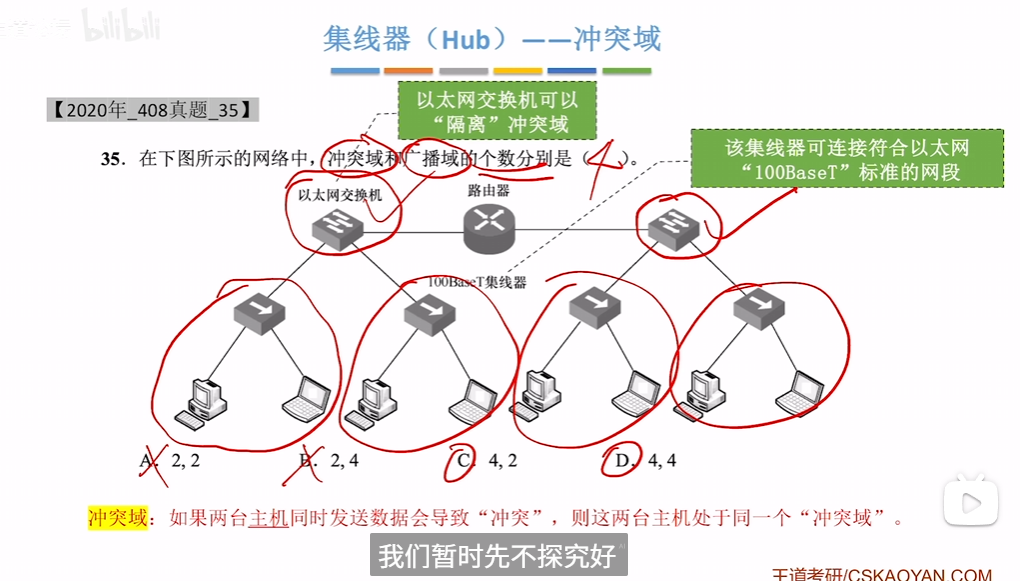 bilibili
集线器（Hub）——冲突域
【2020年_408真题_35】
以太网交换机可以
“隔离”冲突域
35．在下图所示的网络中，冲突域和广播域的个数分别是（4）。
该集线器可连接符合以太网
“100BaseT”标准的网段
以太网交换机
路由器
100BaseT集线器
A．2, 2 B．2, 4 C．4, 2 D．4, 4
冲突域：如果两台主机同时发送数据会导致“冲突”，则这两台主机处于同一个“冲突域”。
我们暂时先不探究好
王道考研/CSKAOYAN.COM